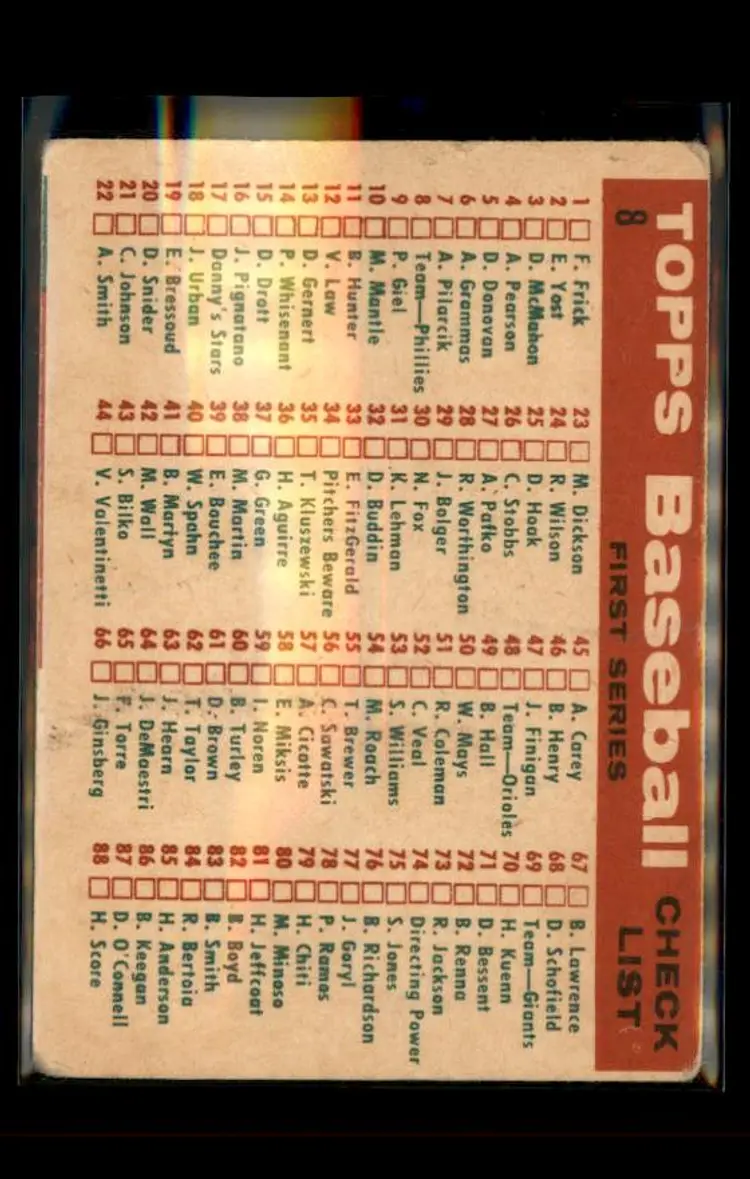 TOPPS Baseball CHECK LIST
8 FIRST SERIES
1 F. Frick
2 E. Yost
3 D. McMahon
4 A. Pearson
5 D. Donovan
6 A. Grammas
7 A. Pilarcik
8 Team—Phillies
9 P. Giel
10 M. Mantle
11 B. Hunter
12 V. Law
13 D. Gernert
14 P. Whisenant
15 D. Drott
16 J. Pignatano
17 Danny's Stars
18 J. Urban
19 E. Bressoud
20 D. Snider
21 C. Johnson
22 A. Smith
23 M. Dickson
24 R. Wilson
25 D. Hoak
26 C. Stobbs
27 A. Pafko
28 R. Worthington
29 J. Bolger
30 N. Fox
31 K. Lehman
32 D. Buddin
33 E. FitzGerald
34 Pitchers Beware
35 T. Kluszewski
36 H. Aguirre
37 G. Green
38 M. Martin
39 E. Bouchee
40 W. Spahn
41 B. Martyn
42 M. Wall
43 S. Bilko
44 V. Valentinetti
45 A. Carey
46 B. Henry
47 J. Finigan
48 Team—Orioles
49 B. Hall
50 W. Mays
51 R. Coleman
52 C. Veal
53 S. Williams
54 M. Roach
55 T. Brewer
56 C. Sawatski
57 A. Cicotte
58 E. Miksis
59 I. Noren
60 B. Turley
61 D. Brown
62 T. Taylor
63 J. Hearn
64 J. DeMaestri
65 F. Torre
66 J. Ginsberg
67 B. Lawrence
68 D. Schofield
69 Team—Giants
70 H. Kuenn
71 D. Bessent
72 B. Renna
73 R. Jackson
74 Directing Power
75 S. Jones
76 B. Richardson
77 J. Goryl
78 P. Ramos
79 H. Chiti
80 M. Minoso
81 H. Jeffcoat
82 B. Boyd
83 B. Smith
84 R. Bertoia
85 H. Anderson
86 B. Keegan
87 D. O'Connell
88 H. Score